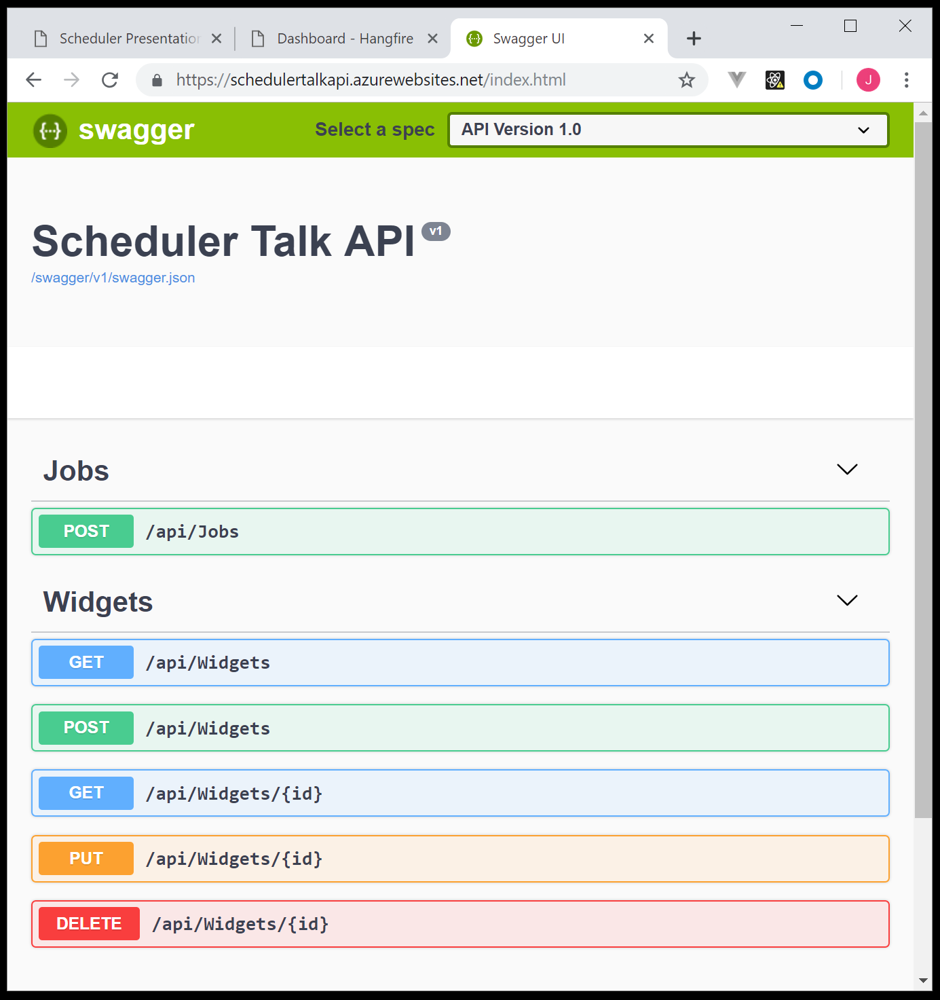 Scheduler Presentation
Dashboard - Hangfire
Swagger UI
https://schedulertalkapi.azurewebsites.net/index.html
J
{···} swagger
Select a spec
API Version 1.0
Scheduler Talk API v1
/swagger/v1/swagger.json
Jobs
POST /api/Jobs
Widgets
GET /api/Widgets
POST /api/Widgets
GET /api/Widgets/{id}
PUT /api/Widgets/{id}
DELETE /api/Widgets/{id}